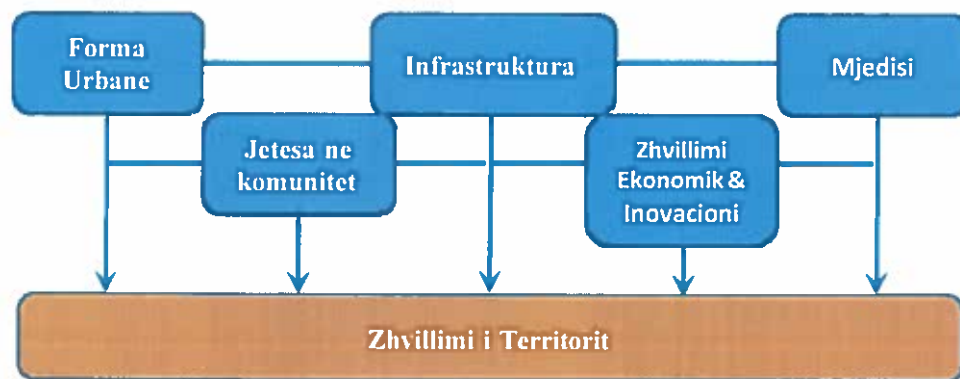 Forma
Urbane
Infrastruktura
Mjedisi
Jetesa ne
komunitet
Zhvillimi
Ekonomik &
Inovacioni
Zhvillimi i Territorit